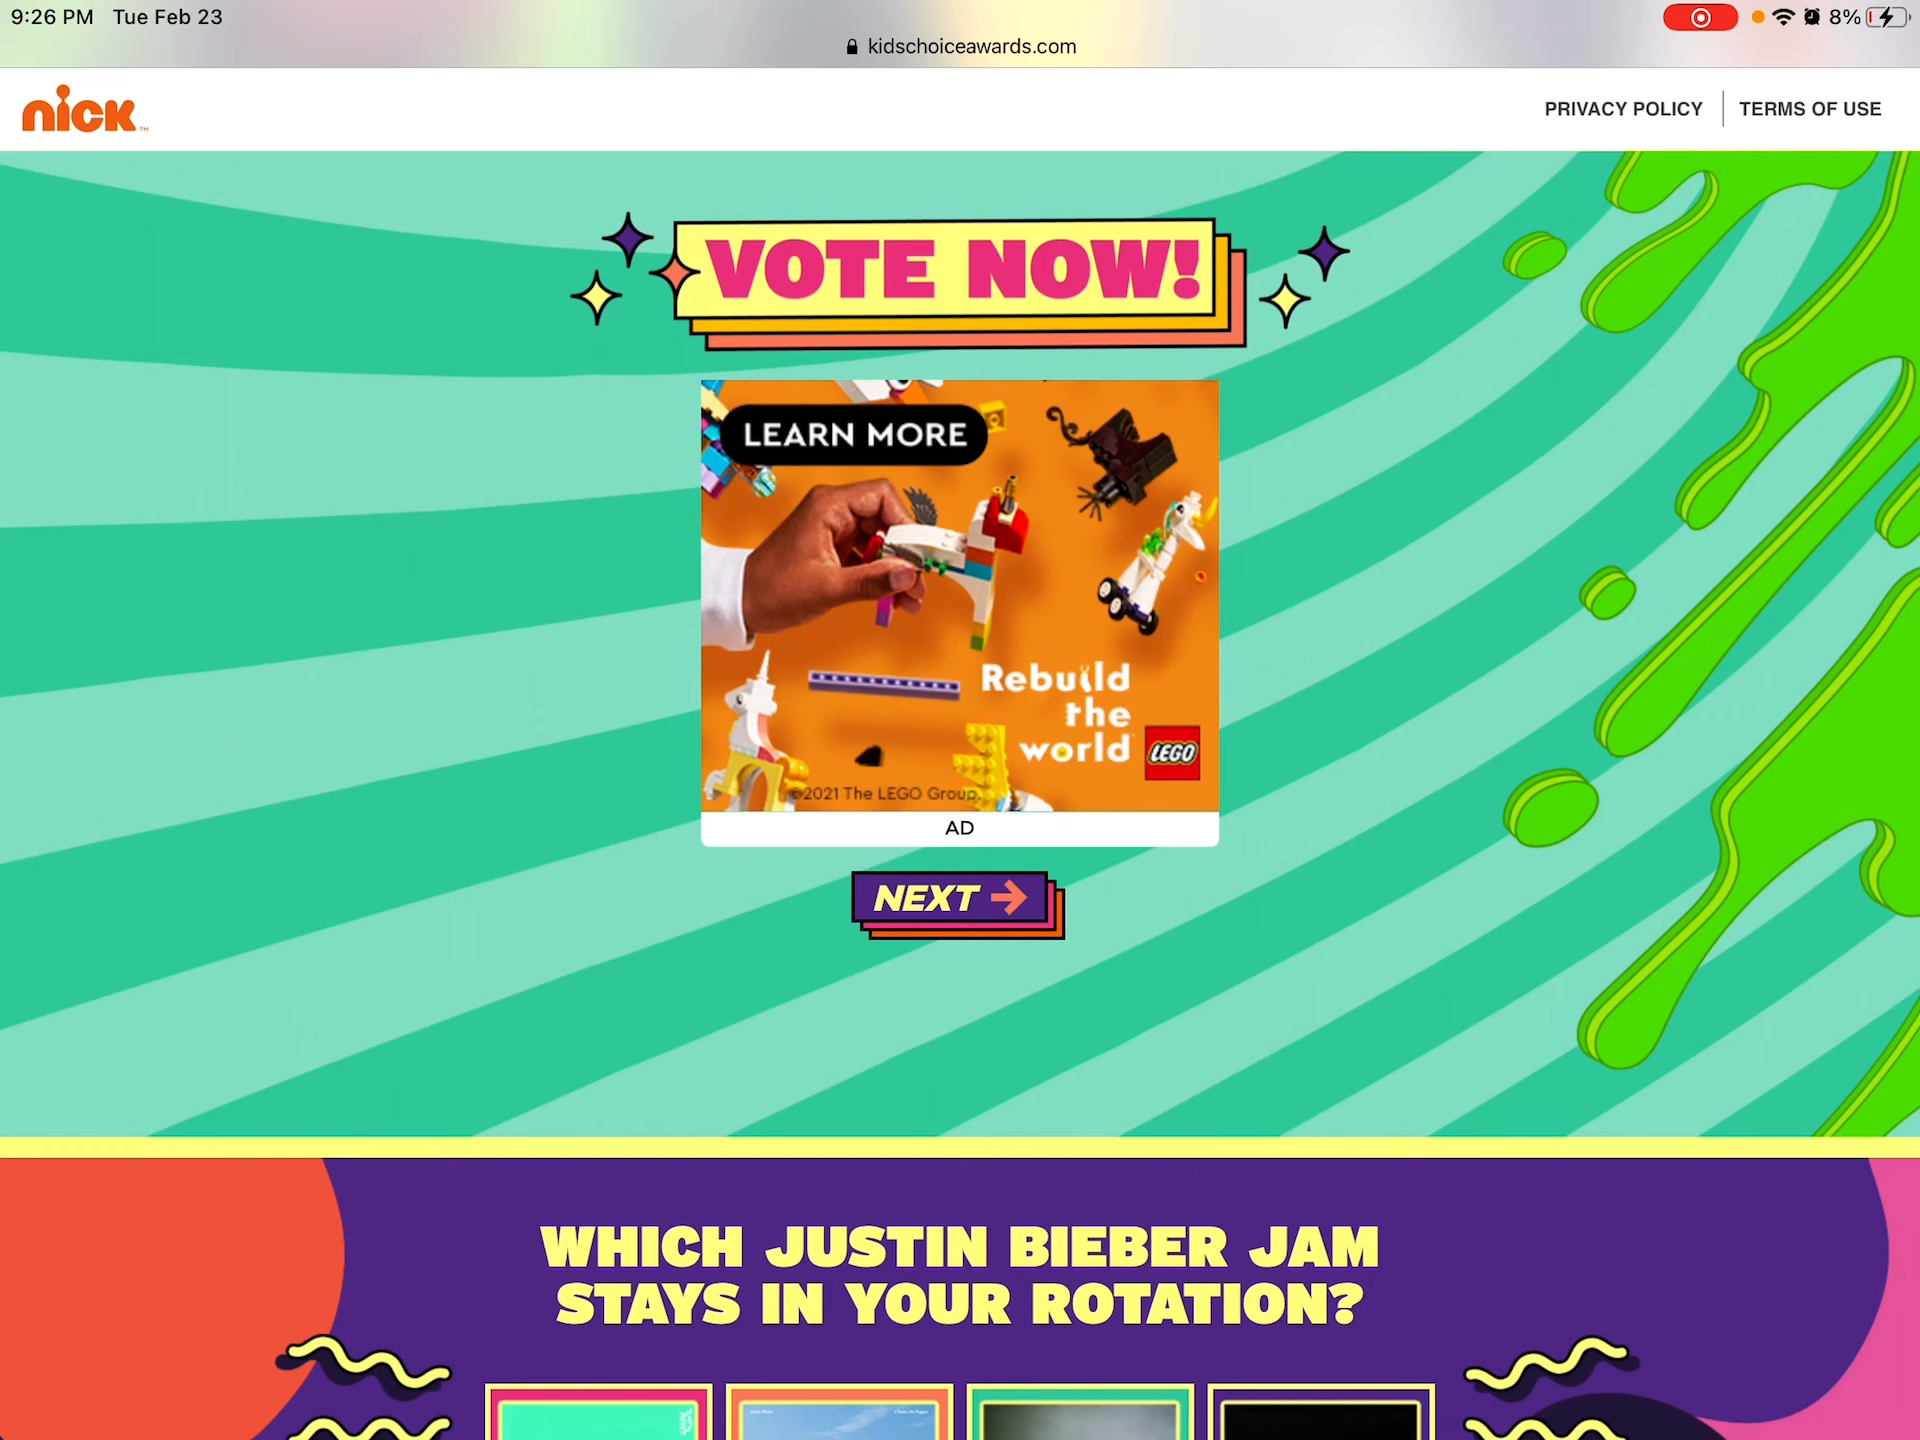 9:26 PM Tue Feb 23
8%
kidschoiceawards.com
nick
PRIVACY POLICY
TERMS OF USE
VOTE NOW!
LEARN MORE
Rebuild
the
world
LEGO
©2021 The LEGO Group.
AD
NEXT
WHICH JUSTIN BIEBER JAM
STAYS IN YOUR ROTATION?